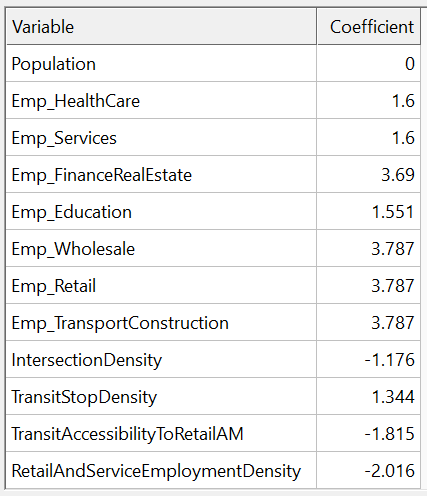 Variable Coefficient
Population 0
Emp_HealthCare 1.6
Emp_Services 1.6
Emp_FinanceRealEstate 3.69
Emp_Education 1.551
Emp_Wholesale 3.787
Emp_Retail 3.787
Emp_TransportConstruction 3.787
IntersectionDensity -1.176
TransitStopDensity 1.344
TransitAccessibilityToRetailAM -1.815
RetailAndServiceEmploymentDensity -2.016